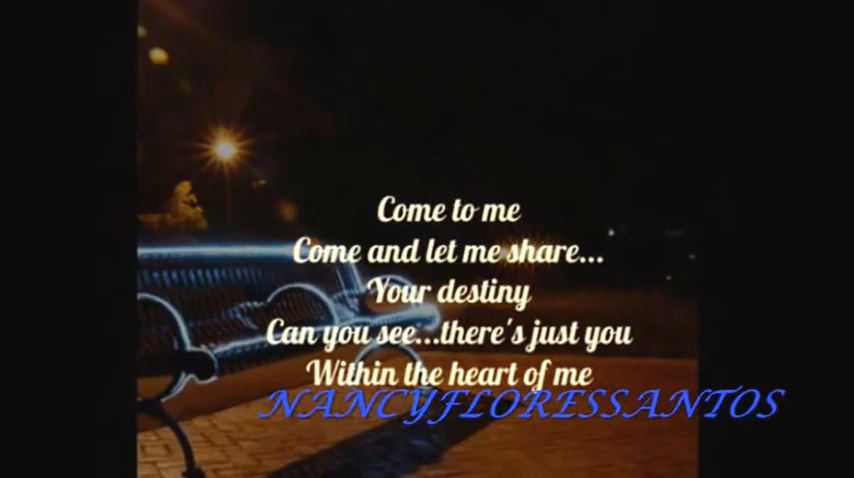 Come to me
Come and let me share...
Your destiny
Can you see...there's just you
Within the heart of me
NANCYFLORESSANTOS